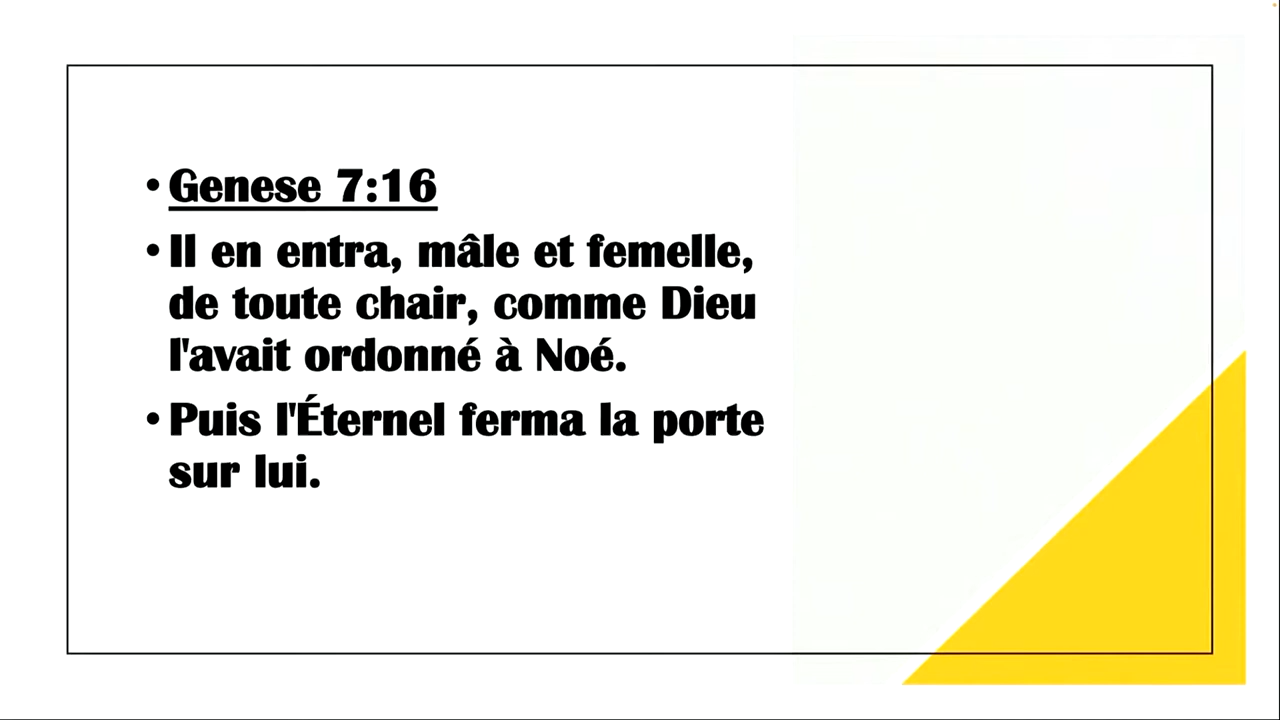 • Genese 7:16
• Il en entra, mâle et femelle,
de toute chair, comme Dieu
l'avait ordonné à Noé.
• Puis l'Éternel ferma la porte
sur lui.